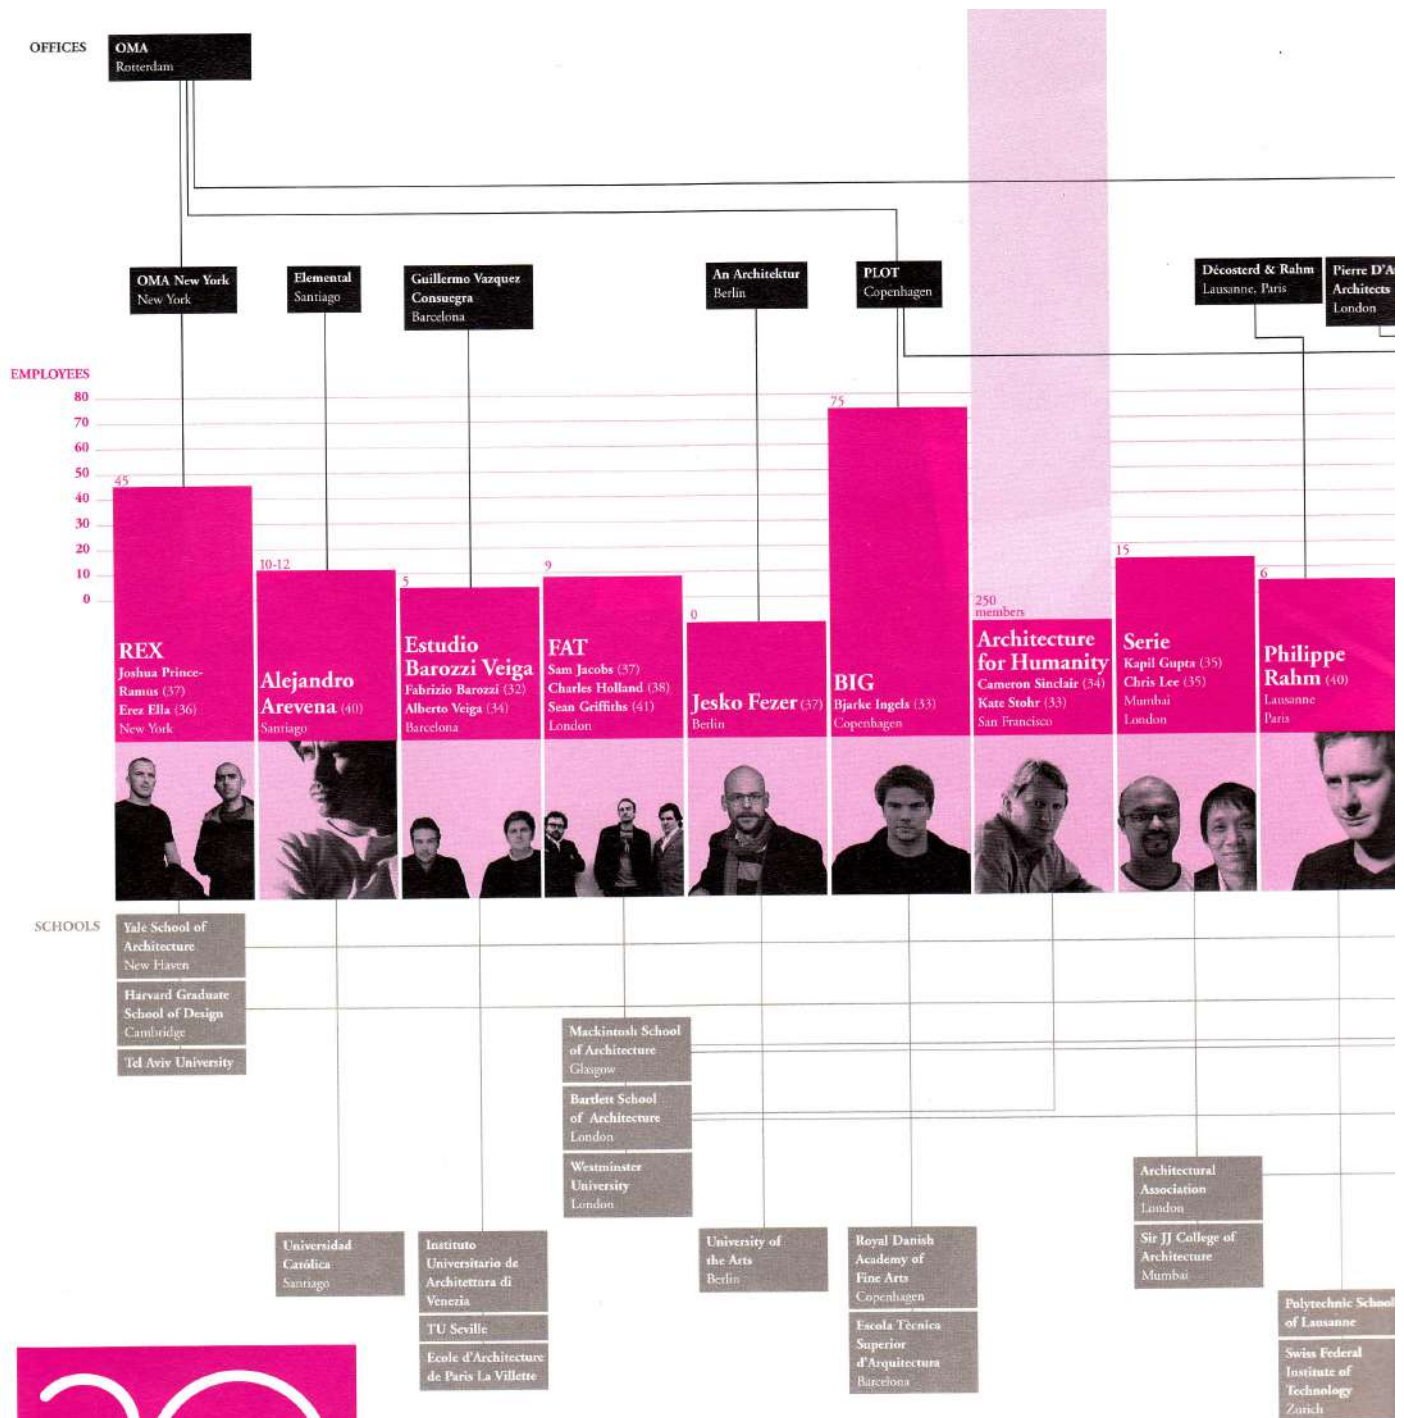 OFFICES
OMA
Rotterdam
OMA New York
New York
Elemental
Santiago
Guillermo Vazquez
Consuegra
Barcelona
An Architektur
Berlin
PLOT
Copenhagen
Décosterd & Rahm
Lausanne, Paris
Pierre D'A
Architects
London
EMPLOYEES
80
70
60
50
40
30
20
10
0
45
REX
Joshua Prince-
Ramus (37)
Erez Ella (36)
New York
10-12
Alejandro
Arevena (40)
Santiago
5
Estudio
Barozzi Veiga
Fabrizio Barozzi (32)
Alberto Veiga (34)
Barcelona
9
FAT
Sam Jacobs (37)
Charles Holland (38)
Sean Griffiths (41)
London
0
Jesko Fezer (37)
Berlin
75
BIG
Bjarke Ingels (33)
Copenhagen
250
members
Architecture
for Humanity
Cameron Sinclair (34)
Kate Stohr (33)
San Francisco
15
Serie
Kapil Gupta (35)
Chris Lee (35)
Mumbai
London
6
Philippe
Rahm (40)
Lausanne
Paris
SCHOOLS
Yale School of
Architecture
New Haven
Harvard Graduate
School of Design
Cambridge
Tel Aviv University
Universidad
Católica
Santiago
Instituto
Universitario de
Architettura di
Venezia
TU Seville
Ecole d'Architecture
de Paris La Villette
Mackintosh School
of Architecture
Glasgow
Bartlett School
of Architecture
London
Westminster
University
London
University of
the Arts
Berlin
Royal Danish
Academy of
Fine Arts
Copenhagen
Escola Tècnica
Superior
d'Arquitectura
Barcelona
Architectural
Association
London
Sir JJ College of
Architecture
Mumbai
Polytechnic School
of Lausanne
Swiss Federal
Institute of
Technology
Zurich